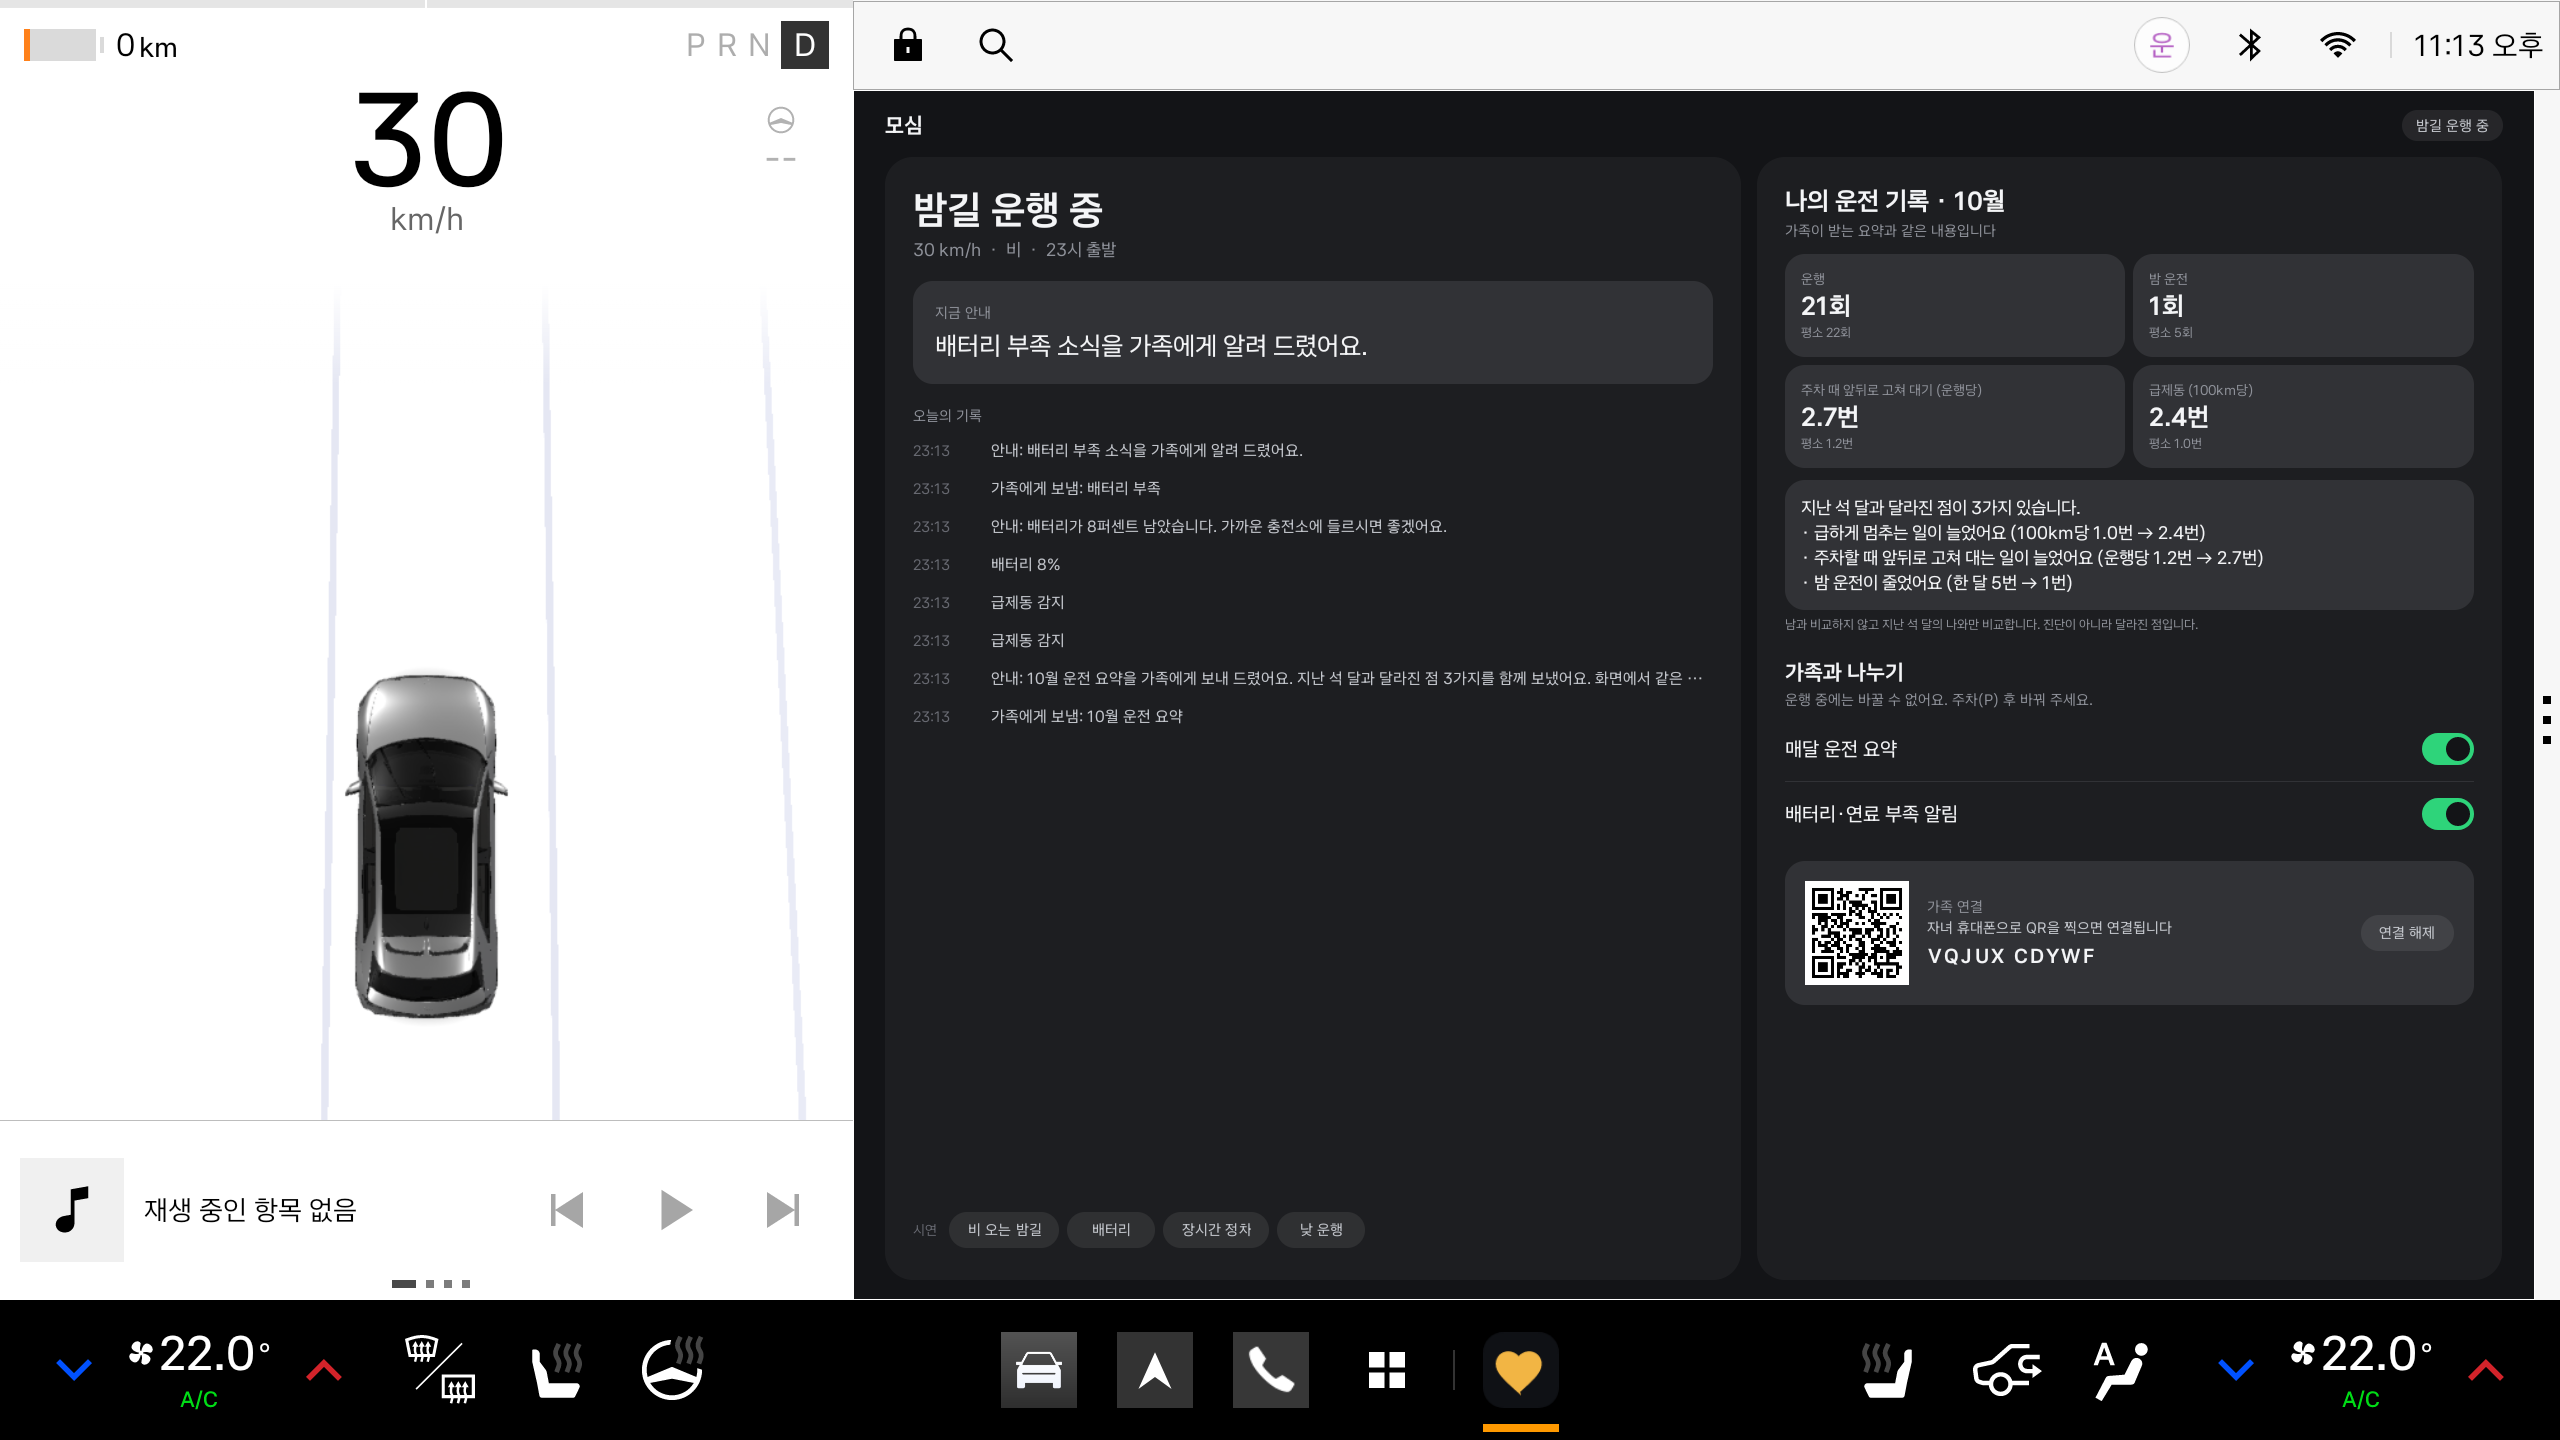 0 km
P R N D
30
km/h
--
재생 중인 항목 없음
운
11:13 오후
모심
밤길 운행 중
밤길 운행 중
30 km/h · 비 · 23시 출발
지금 안내
배터리 부족 소식을 가족에게 알려 드렸어요.
오늘의 기록
23:13 안내: 배터리 부족 소식을 가족에게 알려 드렸어요.
23:13 가족에게 보냄: 배터리 부족
23:13 안내: 배터리가 8퍼센트 남았습니다. 가까운 충전소에 들르시면 좋겠어요.
23:13 배터리 8%
23:13 급제동 감지
23:13 급제동 감지
23:13 안내: 10월 운전 요약을 가족에게 보내 드렸어요. 지난 석 달과 달라진 점 3가지를 함께 보냈어요. 화면에서 같은 …
23:13 가족에게 보냄: 10월 운전 요약
시연 비 오는 밤길 배터리 장시간 정차 낮 운행
나의 운전 기록 · 10월
가족이 받는 요약과 같은 내용입니다
운행
21회
평소 22회
밤 운전
1회
평소 5회
주차 때 앞뒤로 고쳐 대기 (운행당)
2.7번
평소 1.2번
급제동 (100km당)
2.4번
평소 1.0번
지난 석 달과 달라진 점이 3가지 있습니다.
· 급하게 멈추는 일이 늘었어요 (100km당 1.0번 → 2.4번)
· 주차할 때 앞뒤로 고쳐 대는 일이 늘었어요 (운행당 1.2번 → 2.7번)
· 밤 운전이 줄었어요 (한 달 5번 → 1번)
남과 비교하지 않고 지난 석 달의 나와만 비교합니다. 진단이 아니라 달라진 점입니다.
가족과 나누기
운행 중에는 바꿀 수 없어요. 주차(P) 후 바꿔 주세요.
매달 운전 요약
배터리·연료 부족 알림
가족 연결
자녀 휴대폰으로 QR을 찍으면 연결됩니다
VQJUX CDYWF
연결 해제
22.0°
A/C
A
22.0°
A/C